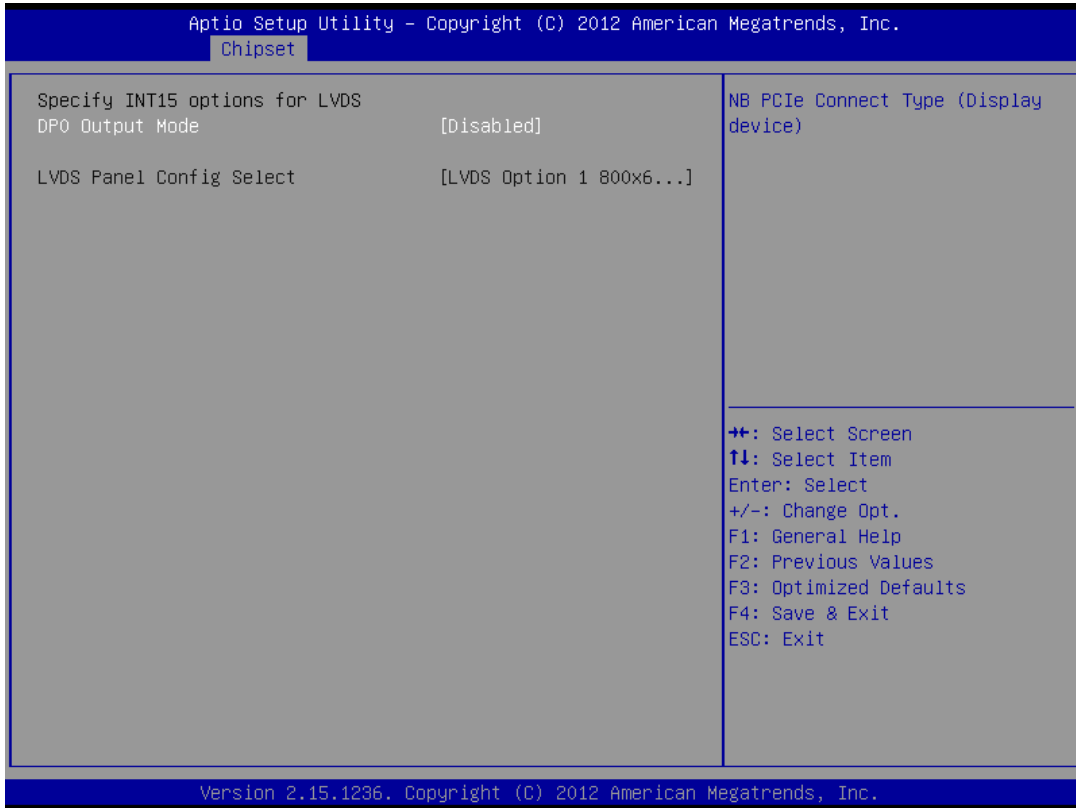 Aptio Setup Utility – Copyright (C) 2012 American Megatrends, Inc.
Chipset
Specify INT15 options for LVDS
DP0 Output Mode [Disabled]
LVDS Panel Config Select [LVDS Option 1 800x6...]
NB PCIe Connect Type (Display
device)
→←: Select Screen
↑↓: Select Item
Enter: Select
+/-: Change Opt.
F1: General Help
F2: Previous Values
F3: Optimized Defaults
F4: Save & Exit
ESC: Exit
Version 2.15.1236. Copyright (C) 2012 American Megatrends, Inc.